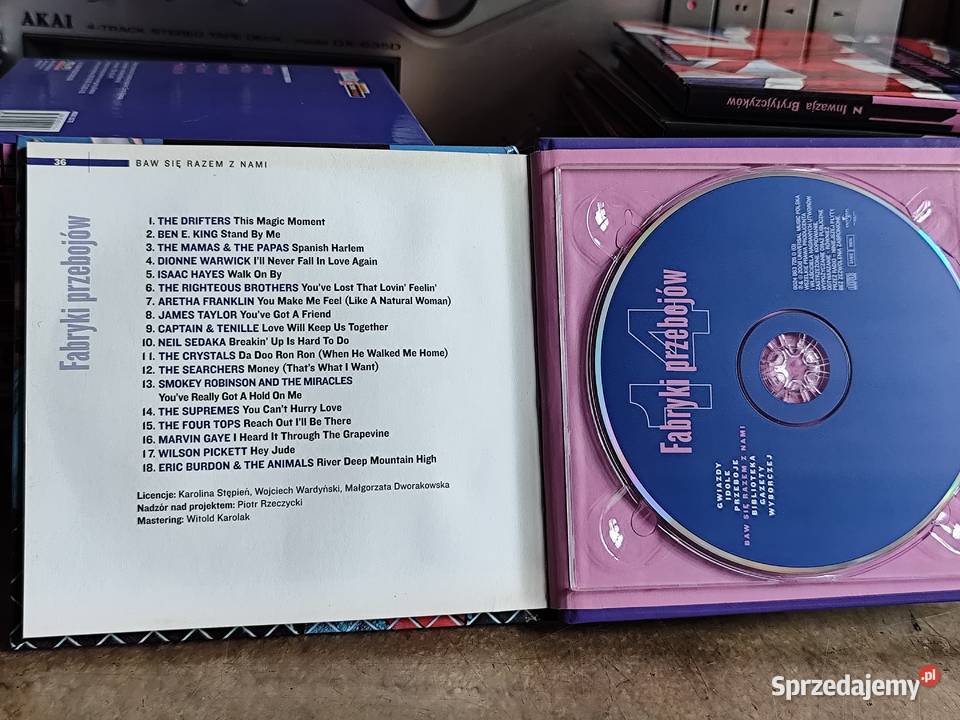 AKAI
4-TRACK STEREO TAPE DECK
N Inwazja Brytyjczyków
36 BAW SIĘ RAZEM Z NAMI
Fabryki przebojów
1. THE DRIFTERS This Magic Moment
2. BEN E. KING Stand By Me
3. THE MAMAS & THE PAPAS Spanish Harlem
4. DIONNE WARWICK I'll Never Fall In Love Again
5. ISAAC HAYES Walk On By
6. THE RIGHTEOUS BROTHERS You've Lost That Lovin' Feelin'
7. ARETHA FRANKLIN You Make Me Feel (Like A Natural Woman)
8. JAMES TAYLOR You've Got A Friend
9. CAPTAIN & TENILLE Love Will Keep Us Together
10. NEIL SEDAKA Breakin' Up Is Hard To Do
11. THE CRYSTALS Da Doo Ron Ron (When He Walked Me Home)
12. THE SEARCHERS Money (That's What I Want)
13. SMOKEY ROBINSON AND THE MIRACLES
You've Really Got A Hold On Me
14. THE SUPREMES You Can't Hurry Love
15. THE FOUR TOPS Reach Out I'll Be There
16. MARVIN GAYE I Heard It Through The Grapevine
17. WILSON PICKETT Hey Jude
18. ERIC BURDON & THE ANIMALS River Deep Mountain High
Licencje: Karolina Stępień, Wojciech Wardyński, Małgorzata Dworakowska
Nadzór nad projektem: Piotr Rzeczycki
Mastering: Witold Karolak
14
Fabryki przebojów
GWIAZDY
IDOLE
PRZEBOJE
BAW SIĘ RAZEM Z NAMI
BIBLIOTEKA
GAZETY
WYBORCZEJ
Sprzedajemy.pl